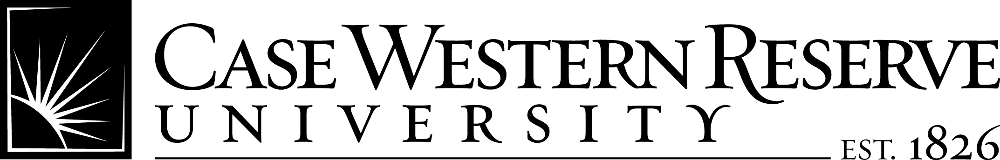 CASE WESTERN RESERVE
UNIVERSITY
EST. 1826